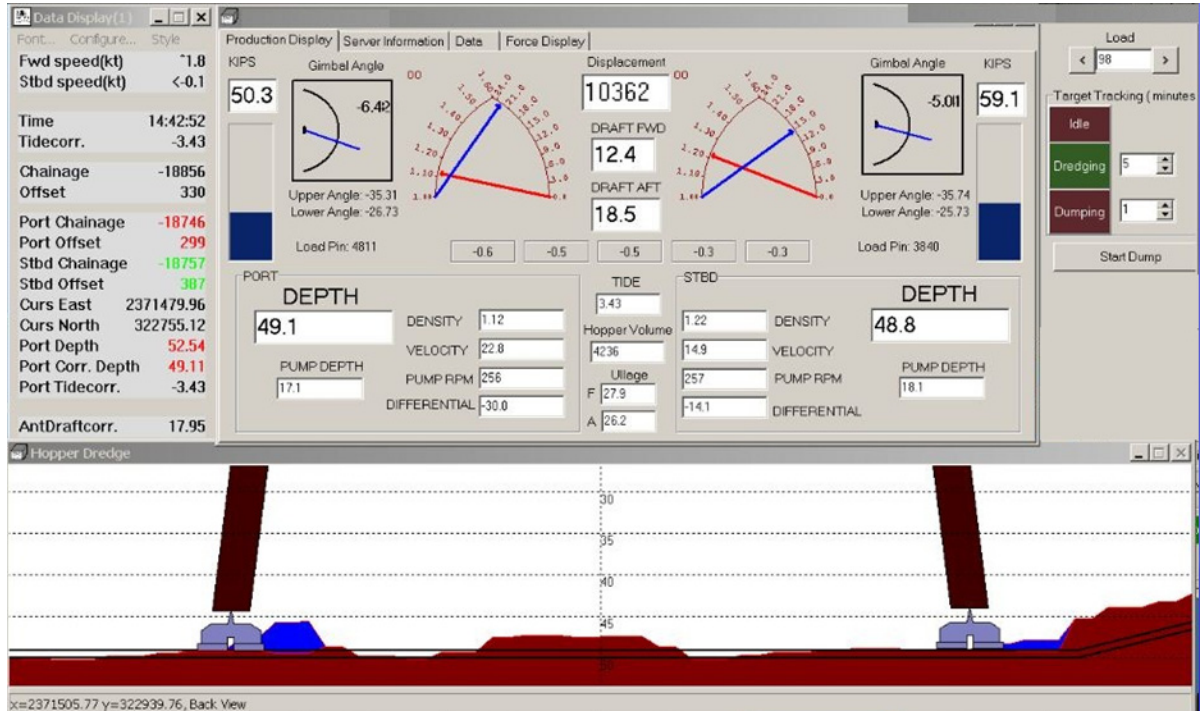 Data Display(1)
Font... Configure... Style
Fwd speed(kt) ^1.8
Stbd speed(kt) <-0.1
Time 14:42:52
Tidecorr. -3.43
Chainage -18856
Offset 330
Port Chainage -18746
Port Offset 299
Stbd Chainage -18757
Stbd Offset 387
Curs East 2371479.96
Curs North 322755.12
Port Depth 52.54
Port Corr. Depth 49.11
Port Tidecorr. -3.43
AntDraftcorr. 17.95
Production Display Server Information Data Force Display
KIPS
50.3
Gimbal Angle
-6.42
Upper Angle: -35.31
Lower Angle: -26.73
Load Pin: 4811
Displacement
10362
DRAFT FWD
12.4
DRAFT AFT
18.5
-0.6 -0.5 -0.5 -0.3 -0.3
Gimbal Angle
-5.011
KIPS
59.1
Upper Angle: -35.74
Lower Angle: -25.73
Load Pin: 3840
PORT
DEPTH
49.1
PUMP DEPTH
17.1
DENSITY 1.12
VELOCITY 22.8
PUMP RPM 256
DIFFERENTIAL -30.0
TIDE
3.43
Hopper Volume
4236
Ullage
F 27.9
A 26.2
STBD
1.22 DENSITY
14.9 VELOCITY
257 PUMP RPM
-14.1 DIFFERENTIAL
DEPTH
48.8
PUMP DEPTH
18.1
Load
< 98 >
Target Tracking ( minutes
Idle
Dredging 5
Dumping 1
Start Dump
Hopper Dredge
30
35
40
45
50
x=2371505.77 y=322939.76, Back View